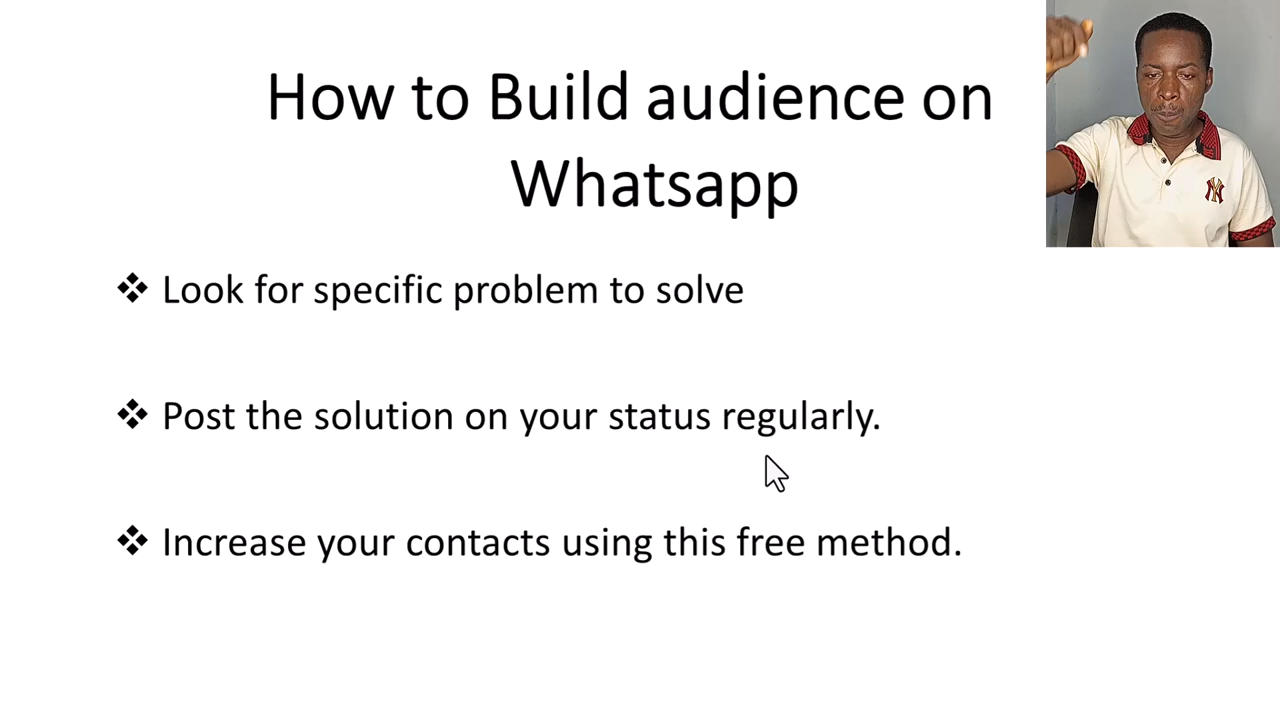 How to Build audience on
Whatsapp
❖ Look for specific problem to solve
❖ Post the solution on your status regularly.
❖ Increase your contacts using this free method.
NY